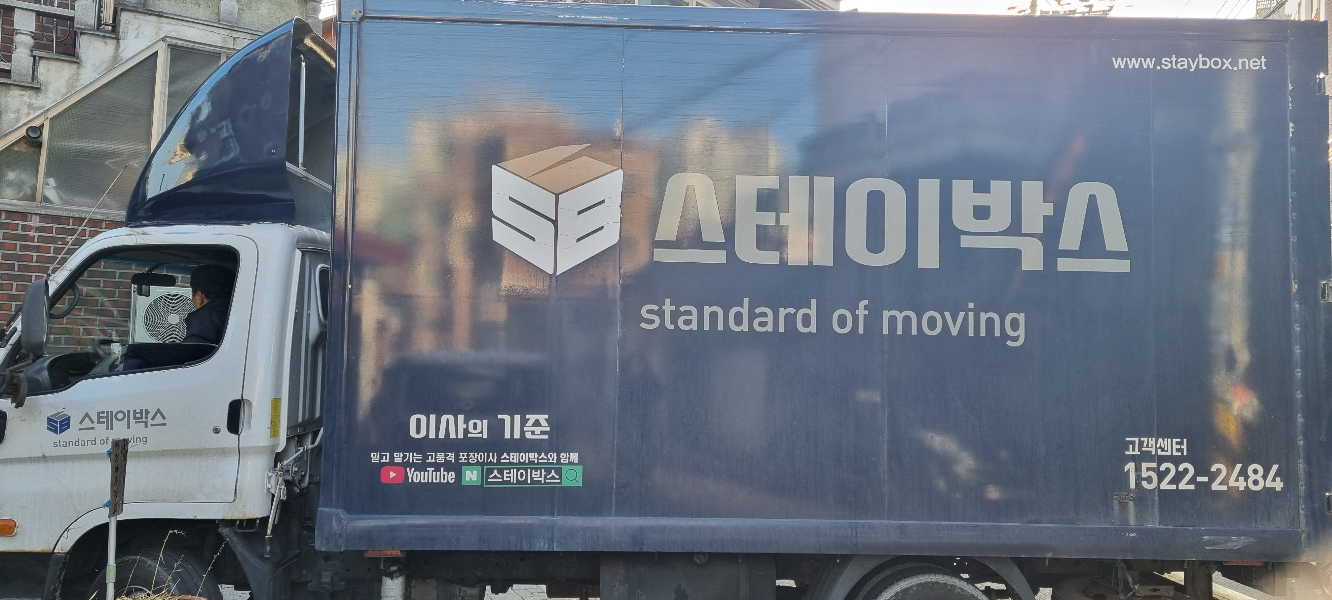 www.staybox.net
SB 스테이박스
standard of moving
이사의 기준
믿고 맡기는 고품격 포장이사 스테이박스와 함께
YouTube N 스테이박스
고객센터
1522-2484
스테이박스
standard of moving